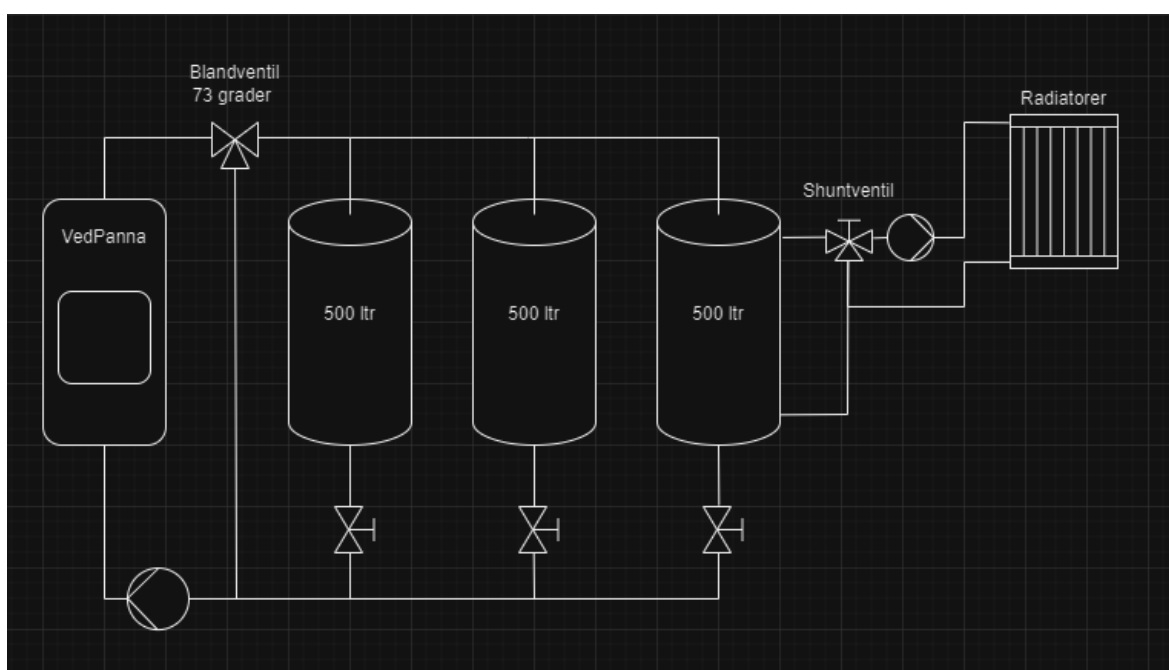 Blandventil
73 grader
Radiatorer
Shuntventil
VedPanna
500 ltr
500 ltr
500 ltr